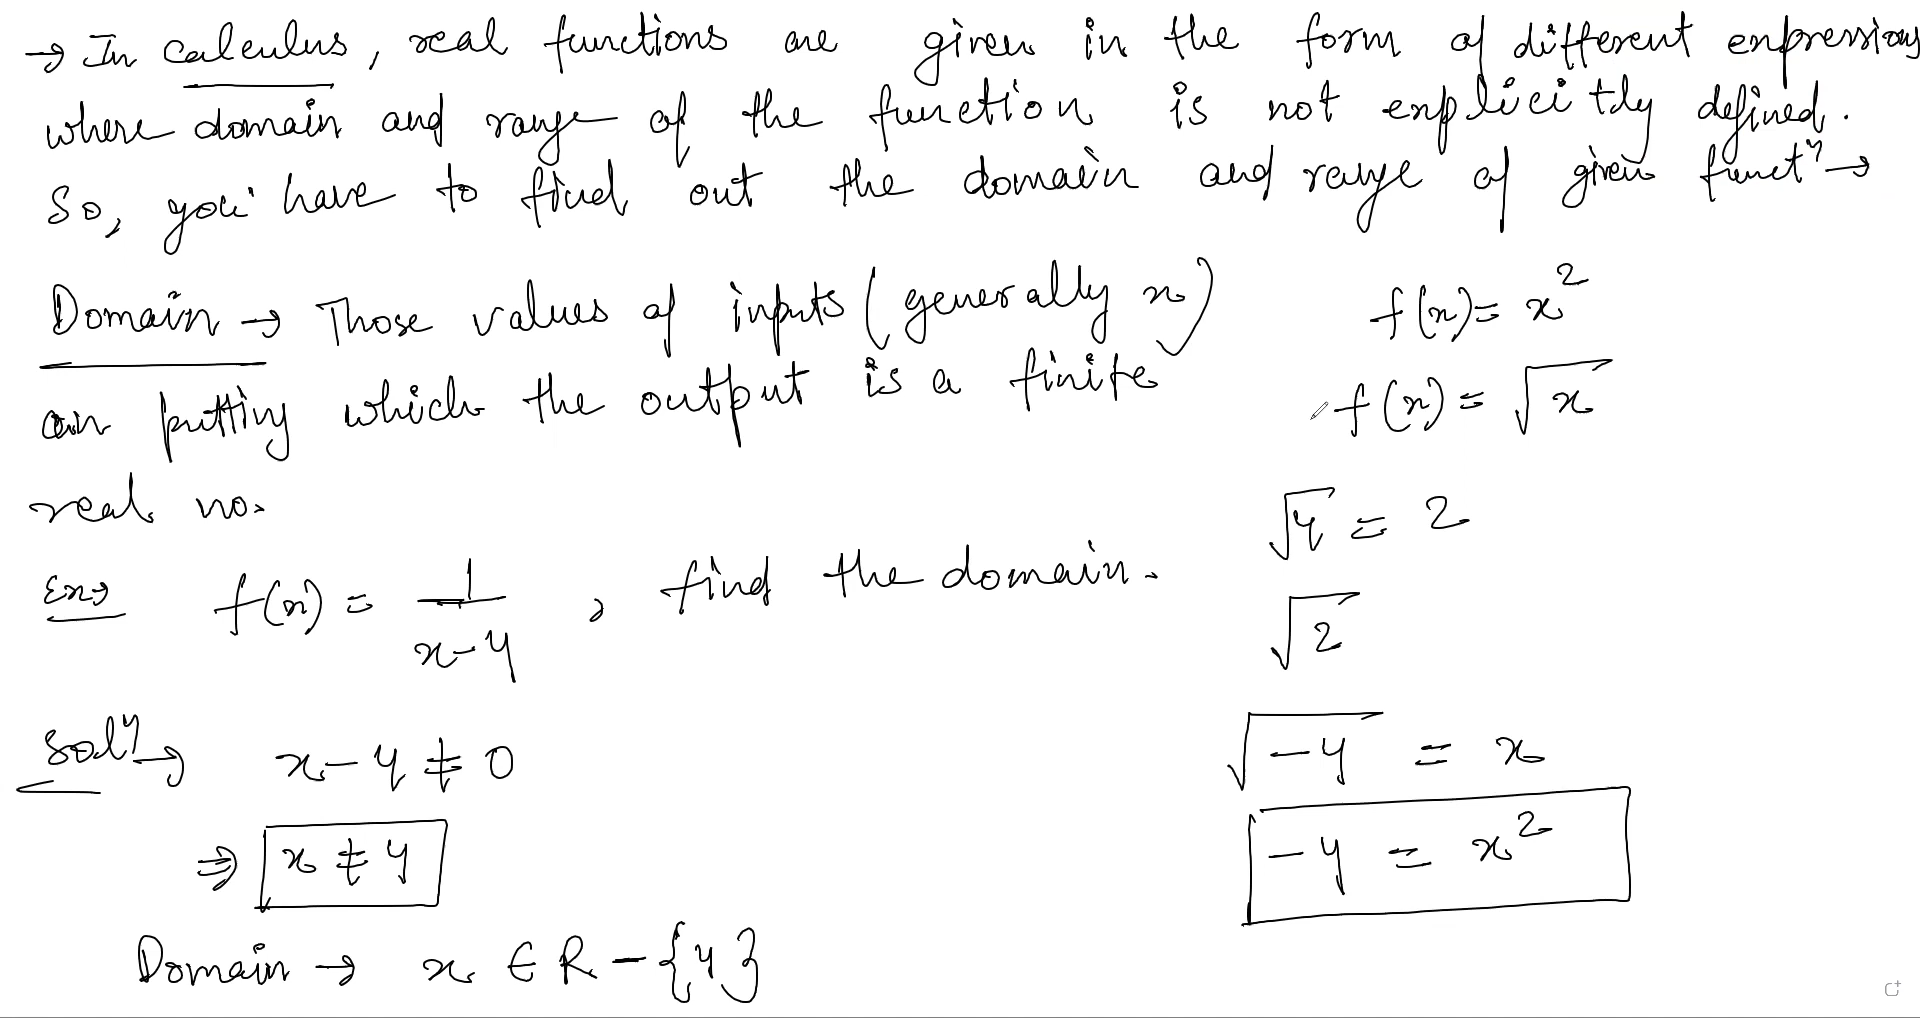 → In calculus, real functions are given in the form of different expressions
where domain and range of the function is not explicitly defined.
So, you have to find out the domain and range of given functⁿ →
Domain → Those values of inputs (generally x)
on putting which the output is a finite
real no.
Ex→ f(x) = 1/(x-4) , find the domain.
Solⁿ→ x-4 ≠ 0
⇒ x ≠ 4
Domain → x ∈ R - {4}
f(x) = x²
f(x) = √x
√4 = 2
√2
√-4 = x
-4 = x²